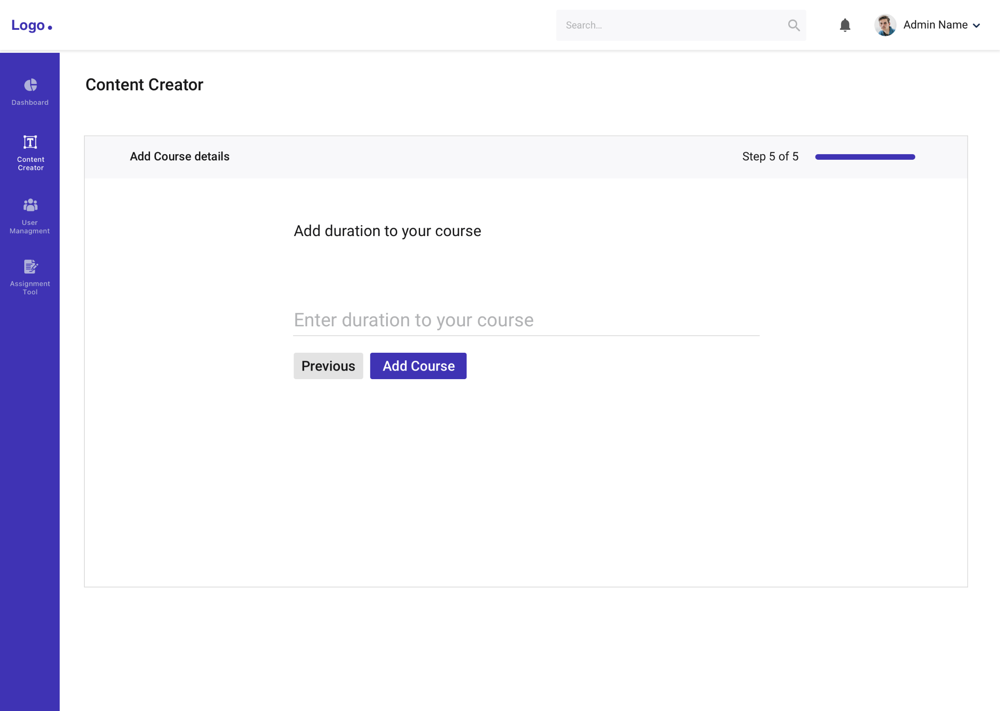 Logo.
Search...
Admin Name
Dashboard
Content
Creator
User
Managment
Assignment
Tool
Content Creator
Add Course details
Step 5 of 5
Add duration to your course
Enter duration to your course
Previous
Add Course